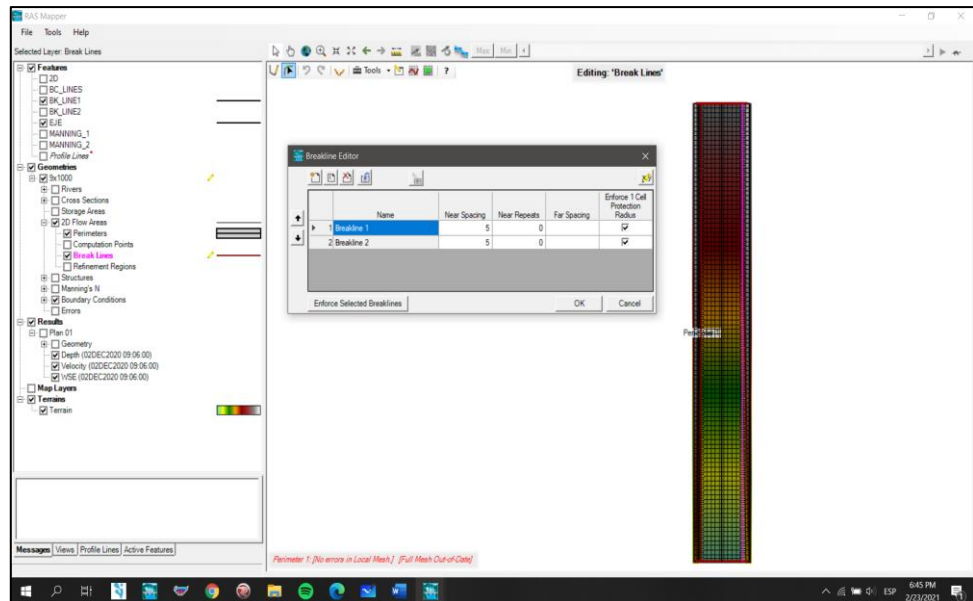 RAS Mapper
File Tools Help
Selected Layer: Break Lines
Max Min
Features
2D
BC_LINES
BK_LINE1
BK_LINE2
EJE
MANNING_1
MANNING_2
Profile Lines*
Geometries
9x1000
Rivers
Cross Sections
Storage Areas
2D Flow Areas
Perimeters
Computation Points
Break Lines
Refinement Regions
Structures
Manning's N
Boundary Conditions
Errors
Results
Plan 01
Geometry
Depth (02DEC2020 09:06:00)
Velocity (02DEC2020 09:06:00)
WSE (02DEC2020 09:06:00)
Map Layers
Terrains
Terrain
Messages Views Profile Lines Active Features
Tools ?
Editing: 'Break Lines'
Breakline Editor
Name Near Spacing Near Repeats Far Spacing Enforce 1 Cell Protection Radius
1 Breakline 1 5 0
2 Breakline 2 5 0
Enforce Selected Breaklines OK Cancel
Perimeter 1: [No errors in Local Mesh.] [Full Mesh Out-of-Date]
ESP
6:45 PM
2/23/2021